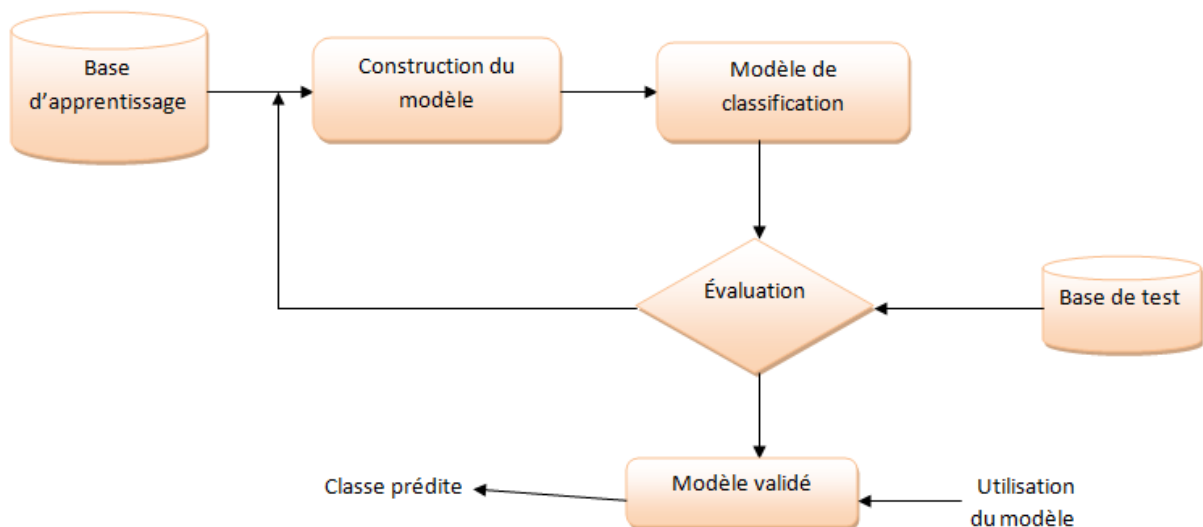 Base
d’apprentissage
Construction du
modèle
Modèle de
classification
Évaluation
Base de test
Modèle validé
Classe prédite
Utilisation
du modèle